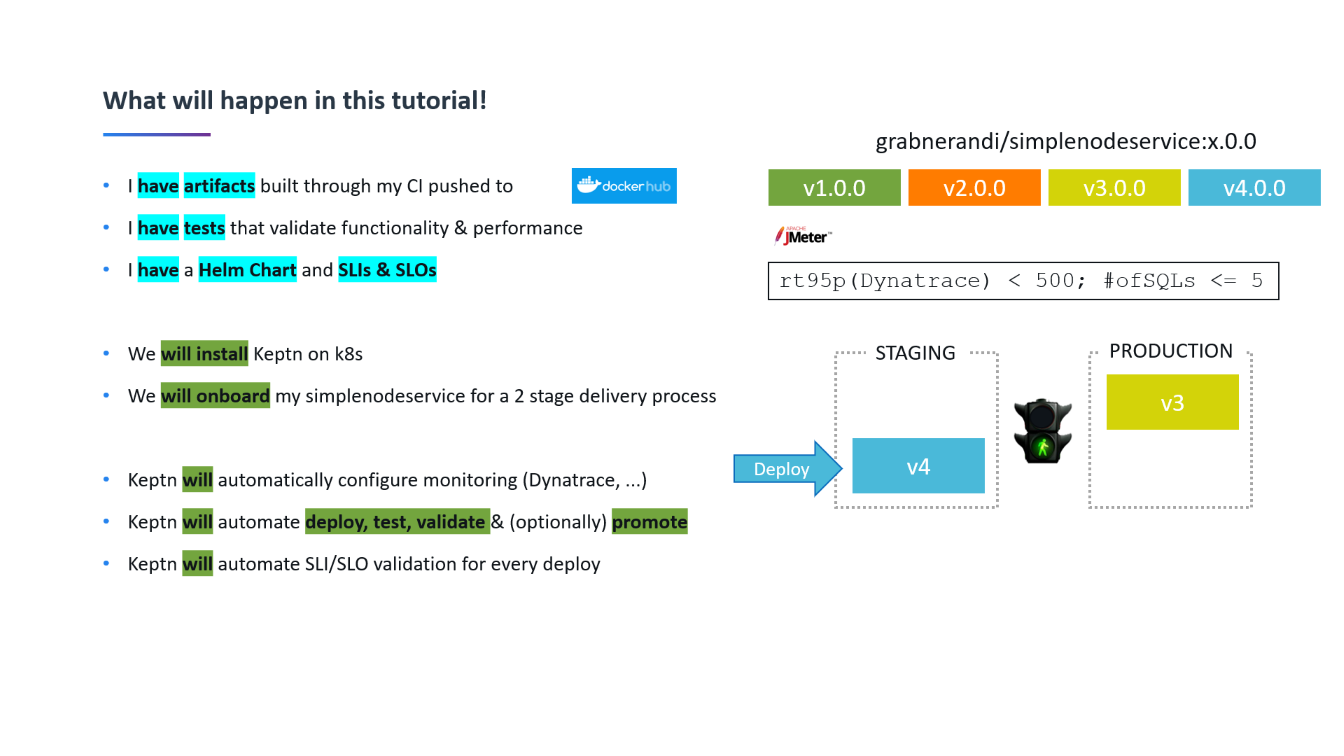 What will happen in this tutorial!
• I have artifacts built through my CI pushed to
docker hub
• I have tests that validate functionality & performance
• I have a Helm Chart and SLIs & SLOs
• We will install Keptn on k8s
• We will onboard my simplenodeservice for a 2 stage delivery process
• Keptn will automatically configure monitoring (Dynatrace, ...)
• Keptn will automate deploy, test, validate & (optionally) promote
• Keptn will automate SLI/SLO validation for every deploy
grabnerandi/simplenodeservice:x.0.0
v1.0.0 v2.0.0 v3.0.0 v4.0.0
APACHE
JMeter™
rt95p(Dynatrace) < 500; #ofSQLs <= 5
STAGING
PRODUCTION
v3
Deploy
v4